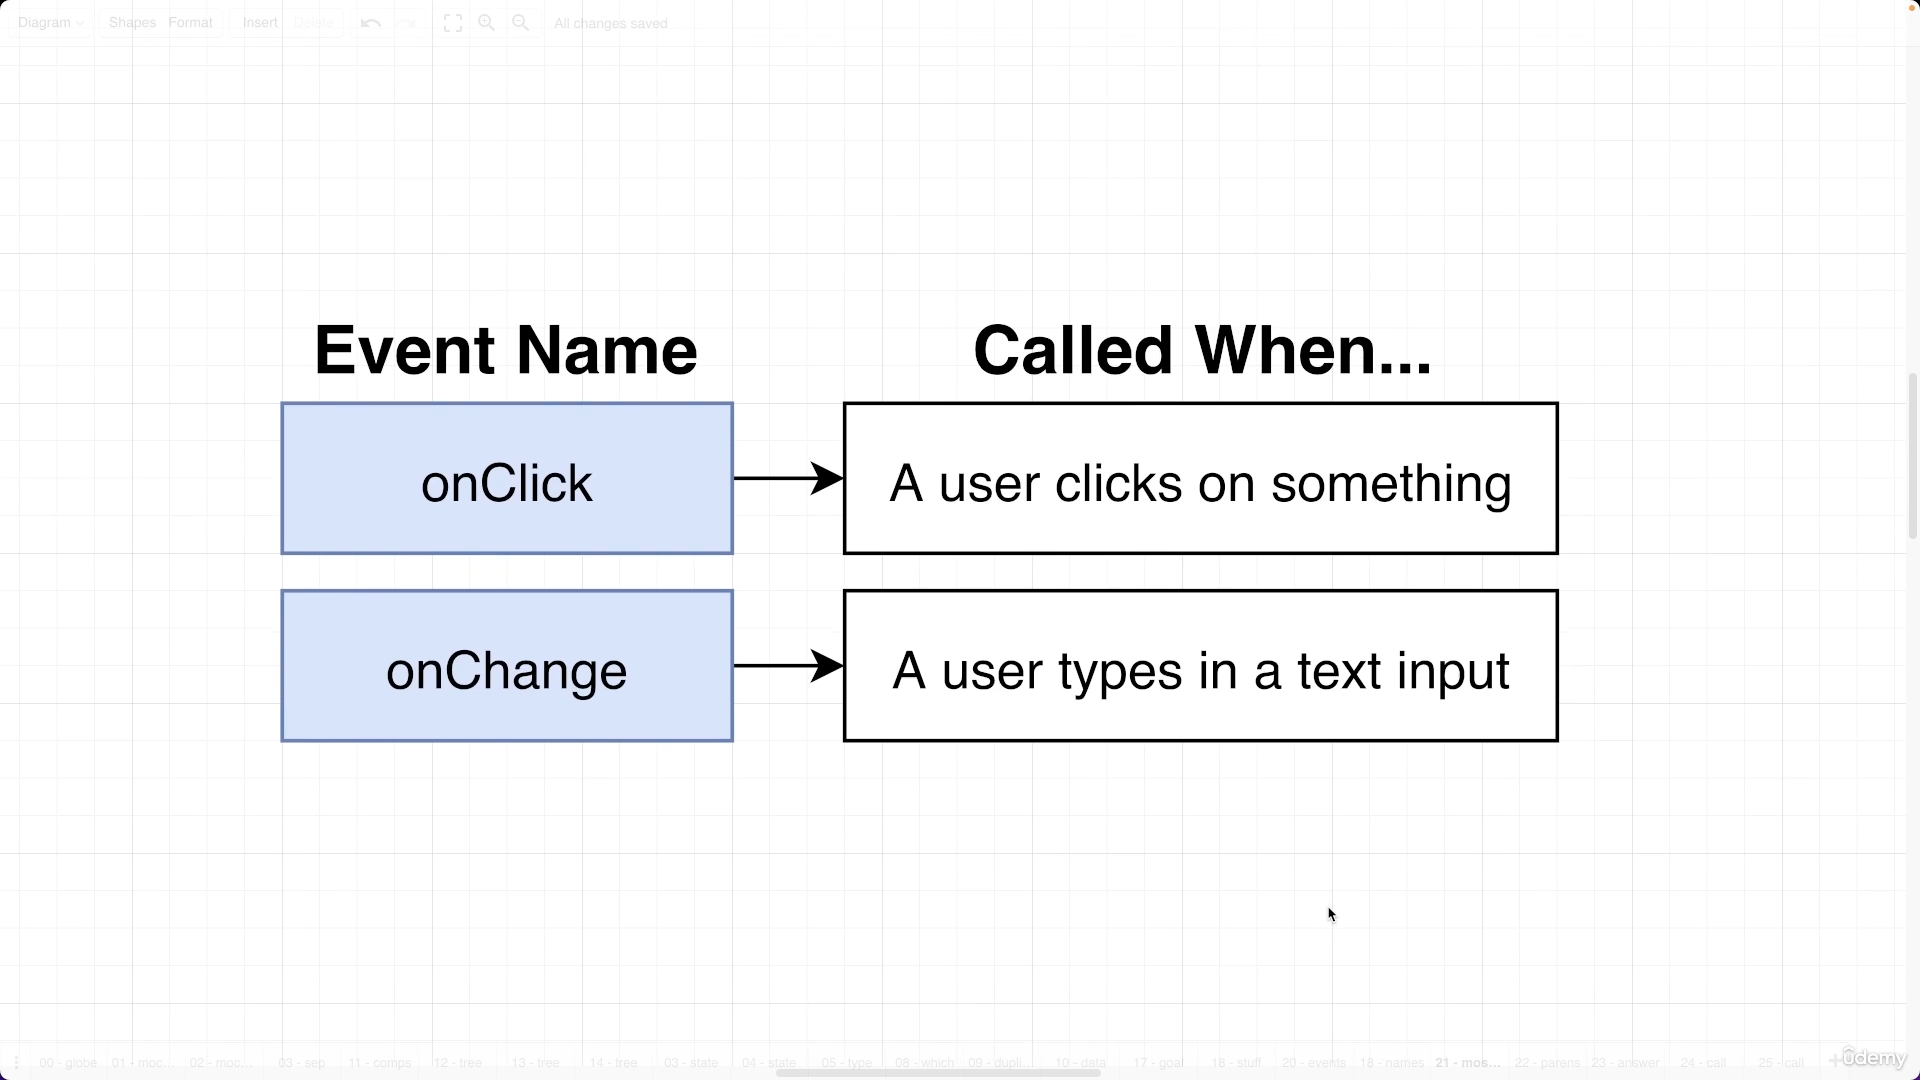 Diagram
Shapes
Format
Insert
Delete
All changes saved
Event Name
Called When...
onClick
A user clicks on something
onChange
A user types in a text input
00 - globe
01 - moc...
02 - moc...
03 - sep
11 - comps
12 - tree
13 - tree
14 - tree
03 - state
04 - state
05 - type
08 - which
09 - dupli...
10 - data
17 - goal
18 - stuff
20 - events
18 - names
21 - mos...
22 - parens
23 - answer
24 - call
25 - call
ûdemy